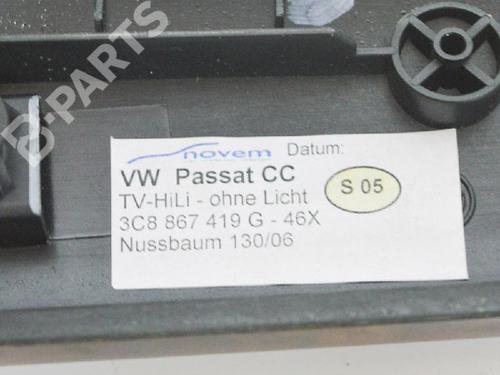 B-PARTS
novem Datum:
VW Passat CC
TV-HiLi - ohne Licht
S 05
3C8 867 419 G - 46X
Nussbaum 130/06